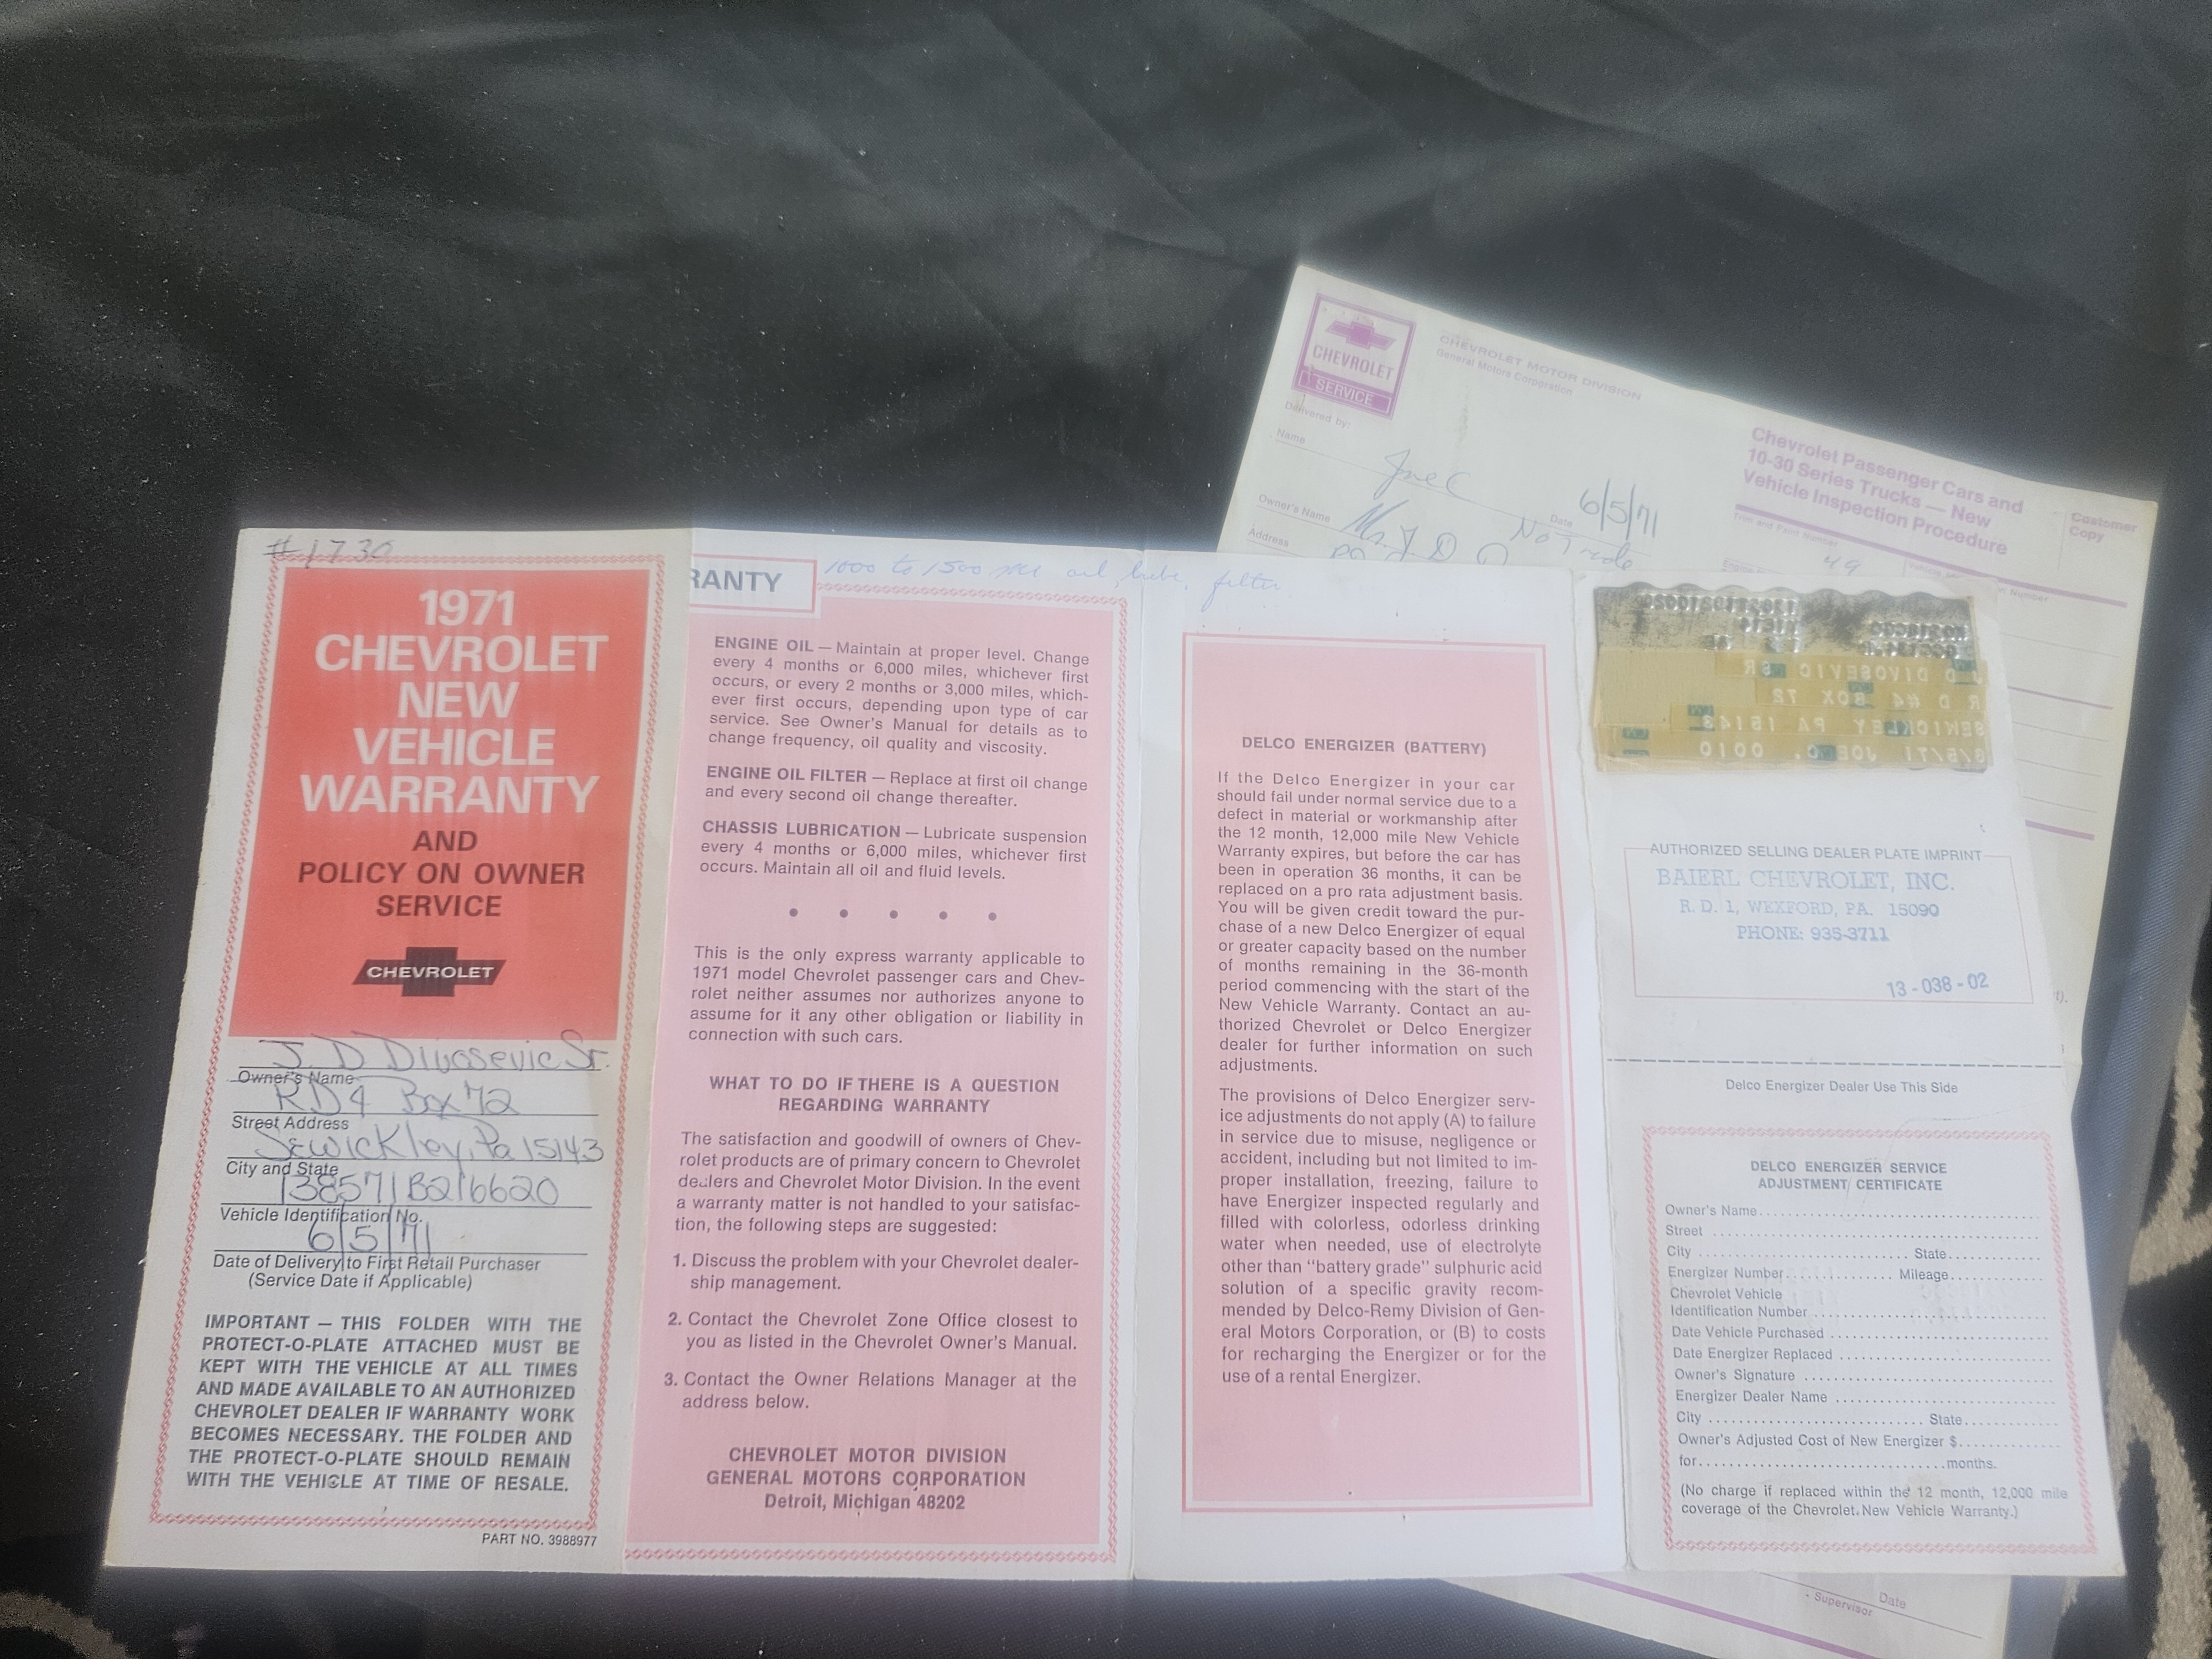 #1730
1971
CHEVROLET
NEW
VEHICLE
WARRANTY
AND
POLICY ON OWNER
SERVICE
CHEVROLET
J. D Divosevic Sr.
Owner's Name
RD4 Box 72
Street Address
Sewickley, Pa 15143
City and State
138571B216620
Vehicle Identification No.
6/5/71
Date of Delivery to First Retail Purchaser
(Service Date if Applicable)
IMPORTANT — THIS FOLDER WITH THE
PROTECT-O-PLATE ATTACHED MUST BE
KEPT WITH THE VEHICLE AT ALL TIMES
AND MADE AVAILABLE TO AN AUTHORIZED
CHEVROLET DEALER IF WARRANTY WORK
BECOMES NECESSARY. THE FOLDER AND
THE PROTECT-O-PLATE SHOULD REMAIN
WITH THE VEHICLE AT TIME OF RESALE.
PART NO. 3988977
RANTY
1000 to 1500 oil, lube, filter
ENGINE OIL — Maintain at proper level. Change
every 4 months or 6,000 miles, whichever first
occurs, or every 2 months or 3,000 miles, which-
ever first occurs, depending upon type of car
service. See Owner's Manual for details as to
change frequency, oil quality and viscosity.
ENGINE OIL FILTER — Replace at first oil change
and every second oil change thereafter.
CHASSIS LUBRICATION — Lubricate suspension
every 4 months or 6,000 miles, whichever first
occurs. Maintain all oil and fluid levels.
This is the only express warranty applicable to
1971 model Chevrolet passenger cars and Chev-
rolet neither assumes nor authorizes anyone to
assume for it any other obligation or liability in
connection with such cars.
WHAT TO DO IF THERE IS A QUESTION
REGARDING WARRANTY
The satisfaction and goodwill of owners of Chev-
rolet products are of primary concern to Chevrolet
dealers and Chevrolet Motor Division. In the event
a warranty matter is not handled to your satisfac-
tion, the following steps are suggested:
1. Discuss the problem with your Chevrolet dealer-
ship management.
2. Contact the Chevrolet Zone Office closest to
you as listed in the Chevrolet Owner's Manual.
3. Contact the Owner Relations Manager at the
address below.
CHEVROLET MOTOR DIVISION
GENERAL MOTORS CORPORATION
Detroit, Michigan 48202
DELCO ENERGIZER (BATTERY)
If the Delco Energizer in your car
should fail under normal service due to a
defect in material or workmanship after
the 12 month, 12,000 mile New Vehicle
Warranty expires, but before the car has
been in operation 36 months, it can be
replaced on a pro rata adjustment basis.
You will be given credit toward the pur-
chase of a new Delco Energizer of equal
or greater capacity based on the number
of months remaining in the 36-month
period commencing with the start of the
New Vehicle Warranty. Contact an au-
thorized Chevrolet or Delco Energizer
dealer for further information on such
adjustments.
The provisions of Delco Energizer serv-
ice adjustments do not apply (A) to failure
in service due to misuse, negligence or
accident, including but not limited to im-
proper installation, freezing, failure to
have Energizer inspected regularly and
filled with colorless, odorless drinking
water when needed, use of electrolyte
other than "battery grade" sulphuric acid
solution of a specific gravity recom-
mended by Delco-Remy Division of Gen-
eral Motors Corporation, or (B) to costs
for recharging the Energizer or for the
use of a rental Energizer.
J D DIVOSEVIC SR
R D #4 BOX 72
SEWICKLEY PA 15143
6/5/71 JOE C. 0010
AUTHORIZED SELLING DEALER PLATE IMPRINT
BAIERL CHEVROLET, INC.
R. D. 1, WEXFORD, PA. 15090
PHONE: 935-3711
13-038-02
Delco Energizer Dealer Use This Side
DELCO ENERGIZER SERVICE
ADJUSTMENT CERTIFICATE
Owner's Name
Street
City State
Energizer Number Mileage
Chevrolet Vehicle
Identification Number
Date Vehicle Purchased
Date Energizer Replaced
Owner's Signature
Energizer Dealer Name
City State
Owner's Adjusted Cost of New Energizer $
for months.
(No charge if replaced within the 12 month, 12,000 mile
coverage of the Chevrolet New Vehicle Warranty.)
CHEVROLET
SERVICE
CHEVROLET MOTOR DIVISION
General Motors Corporation
Chevrolet Passenger Cars and
10-30 Series Trucks — New
Vehicle Inspection Procedure
Customer
Copy
Delivered by:
Name
Joe C
Date
6/5/71
Owner's Name
Mr. J D
Address
Trim and Paint Number
49
Supervisor
Date